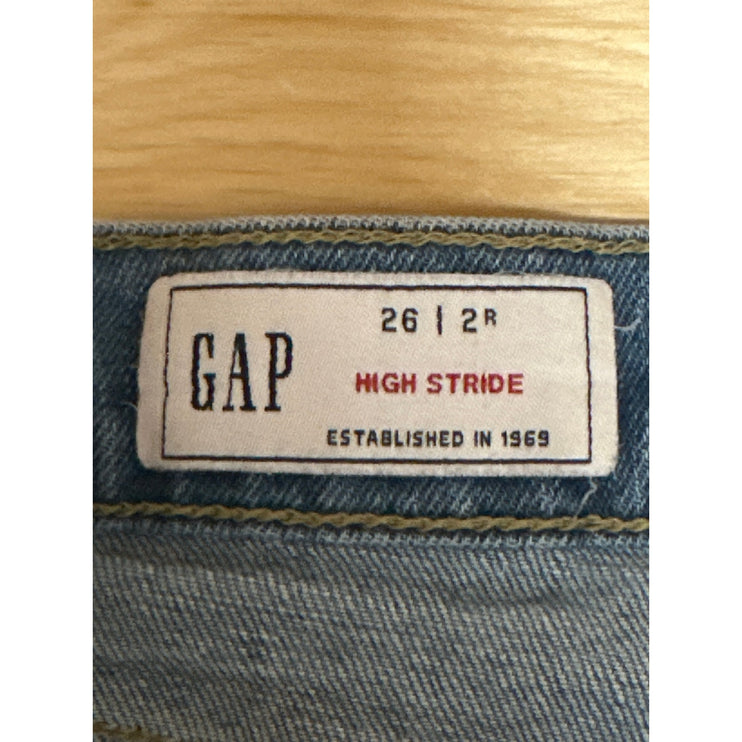 GAP
26 | 2R
HIGH STRIDE
ESTABLISHED IN 1969